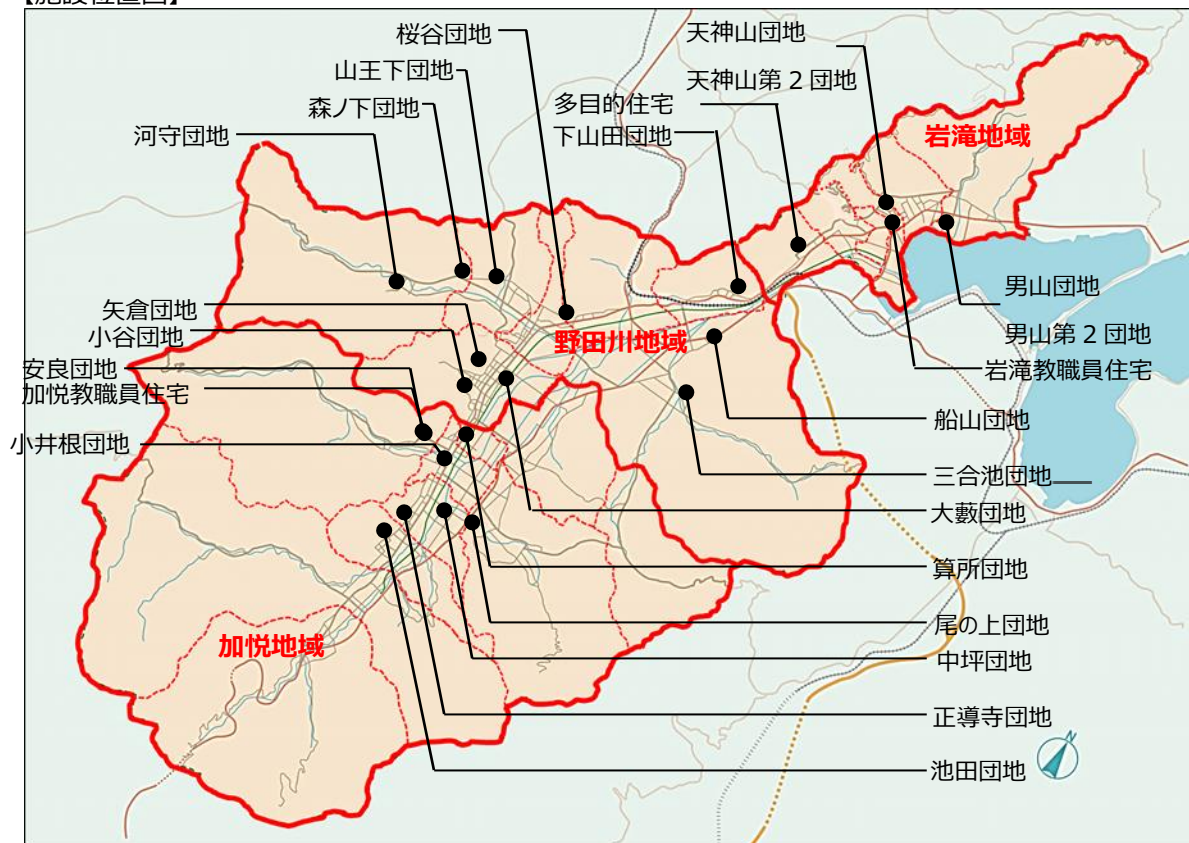 【施設位置図】
桜谷団地
山王下団地
森ノ下団地
河守団地
天神山団地
天神山第２団地
多目的住宅
下山田団地
岩滝地域
矢倉団地
小谷団地
安良団地
加悦教職員住宅
小井根団地
野田川地域
男山団地
男山第２団地
岩滝教職員住宅
船山団地
三合池団地
大藪団地
算所団地
尾の上団地
中坪団地
正導寺団地
池田団地
加悦地域
N